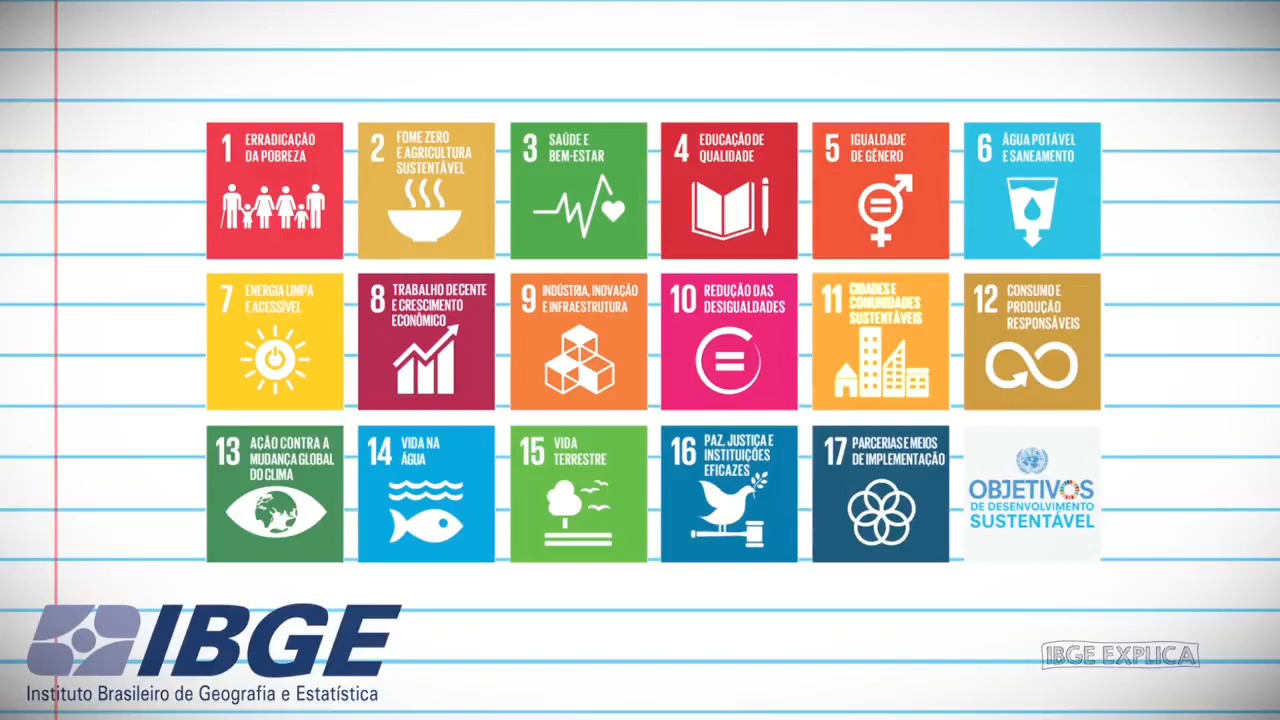 1 ERRADICAÇÃO
DA POBREZA
2 FOME ZERO
E AGRICULTURA
SUSTENTÁVEL
3 SAÚDE E
BEM-ESTAR
4 EDUCAÇÃO DE
QUALIDADE
5 IGUALDADE
DE GÊNERO
6 ÁGUA POTÁVEL
E SANEAMENTO
7 ENERGIA LIMPA
E ACESSÍVEL
8 TRABALHO DECENTE
E CRESCIMENTO
ECONÔMICO
9 INDÚSTRIA, INOVAÇÃO
E INFRAESTRUTURA
10 REDUÇÃO DAS
DESIGUALDADES
11 CIDADES E
COMUNIDADES
SUSTENTÁVEIS
12 CONSUMO E
PRODUÇÃO
RESPONSÁVEIS
13 AÇÃO CONTRA A
MUDANÇA GLOBAL
DO CLIMA
14 VIDA NA
ÁGUA
15 VIDA
TERRESTRE
16 PAZ, JUSTIÇA E
INSTITUIÇÕES
EFICAZES
17 PARCERIAS E MEIOS
DE IMPLEMENTAÇÃO
OBJETIVOS
DE DESENVOLVIMENTO
SUSTENTÁVEL
IBGE
Instituto Brasileiro de Geografia e Estatística
IBGE EXPLICA